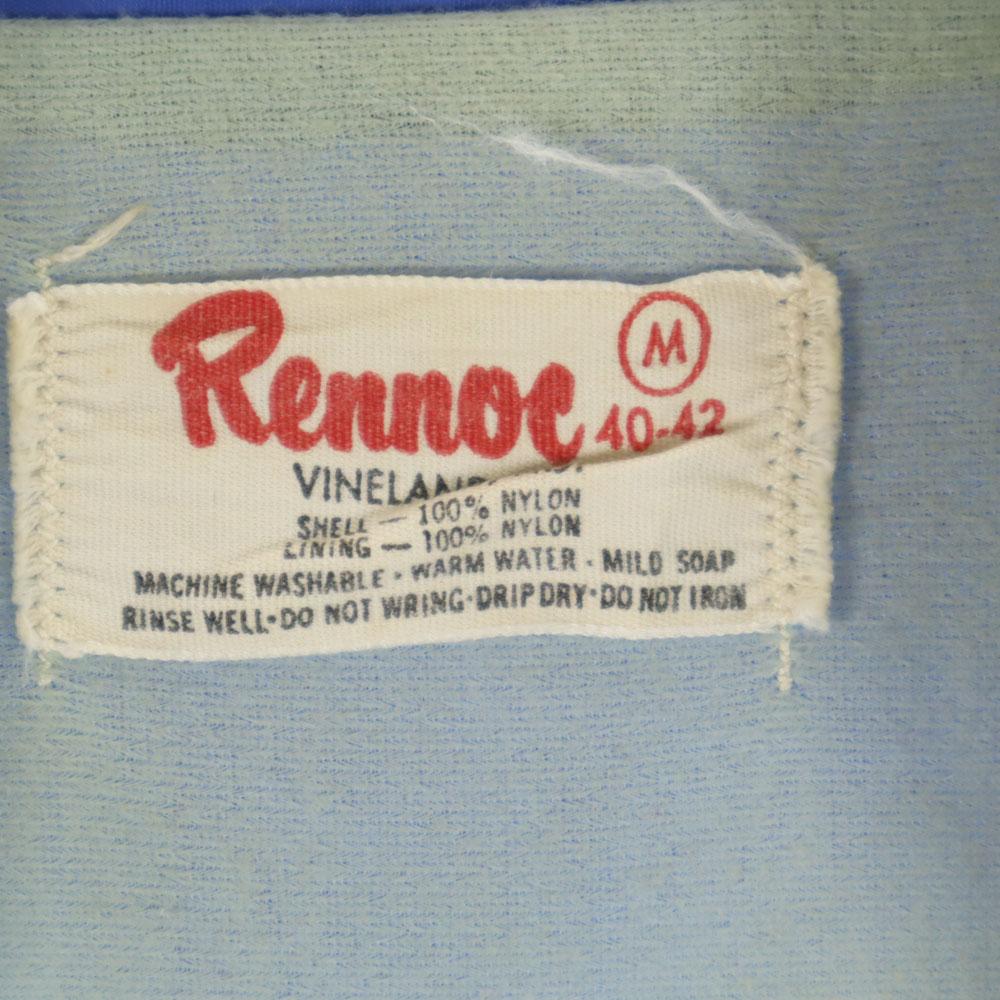 Rennoc
M
40-42
VINELAND
SHELL — 100% NYLON
LINING — 100% NYLON
MACHINE WASHABLE • WARM WATER • MILD SOAP
RINSE WELL • DO NOT WRING • DRIP DRY • DO NOT IRON